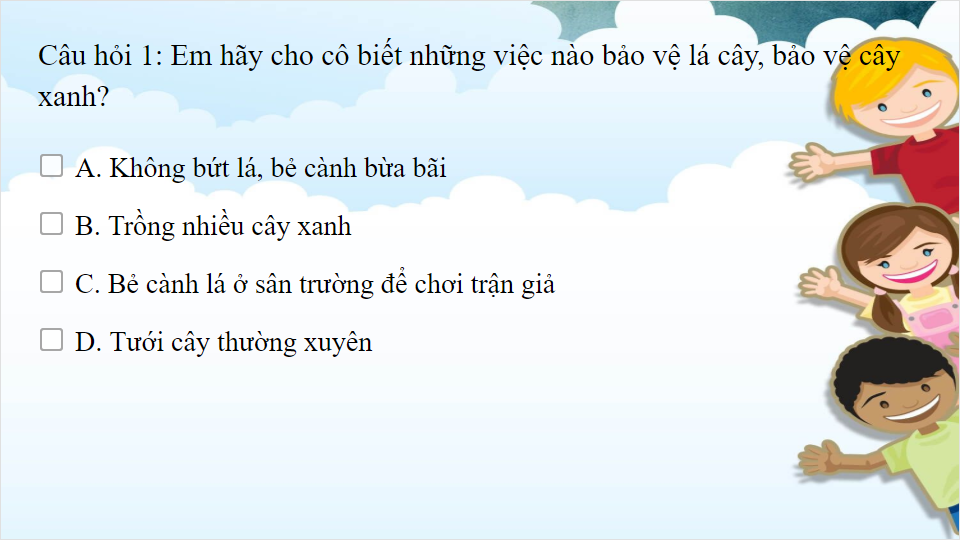 Câu hỏi 1: Em hãy cho cô biết những việc nào bảo vệ lá cây, bảo vệ cây
xanh?
A. Không bứt lá, bẻ cành bừa bãi
B. Trồng nhiều cây xanh
C. Bẻ cành lá ở sân trường để chơi trận giả
D. Tưới cây thường xuyên